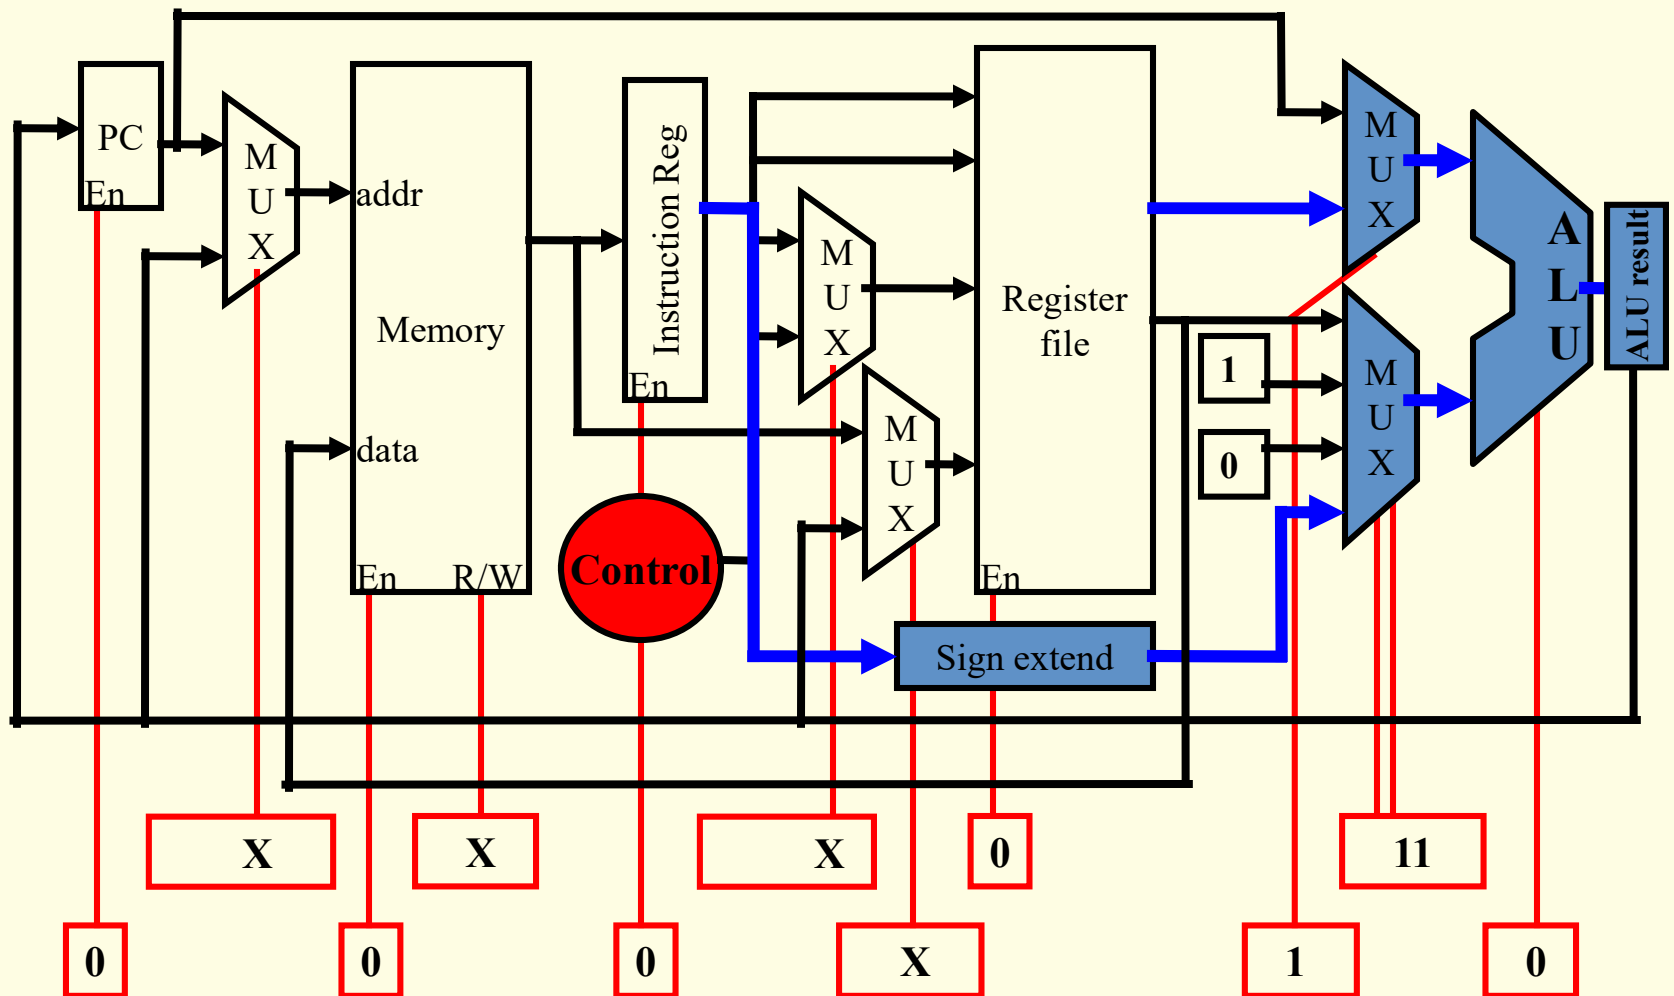 PC
En
M
U
X
addr
Memory
data
En
R/W
Instruction Reg
En
Control
M
U
X
M
U
X
Register
file
En
Sign extend
1
0
M
U
X
M
U
X
A
L
U
ALU result
X
X
X
0
11
0
0
0
X
1
0